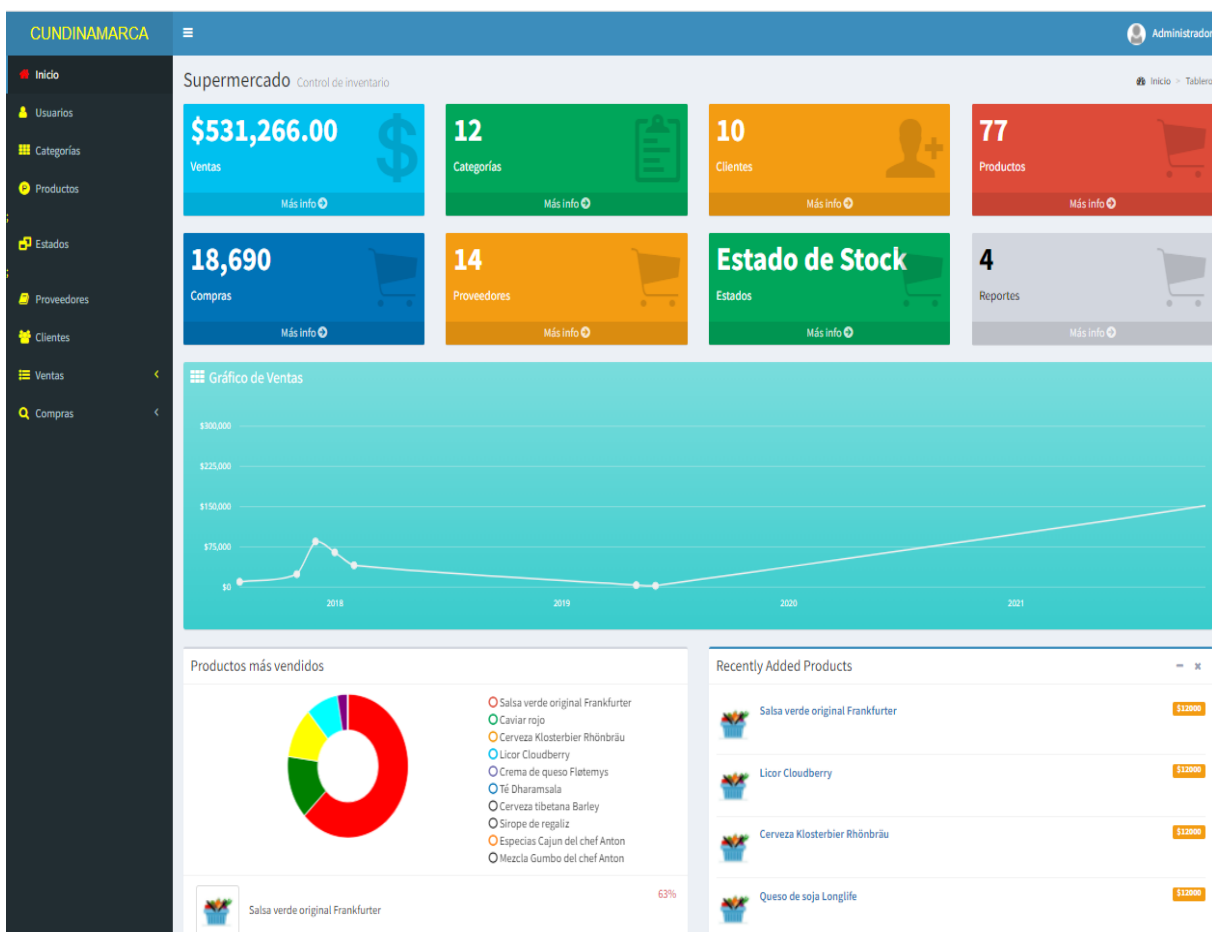 CUNDINAMARCA
Administrador
Inicio
Usuarios
Categorías
Productos
;
Estados
;
Proveedores
Clientes
Ventas
Compras
Supermercado Control de inventario
Inicio > Tablero
$531,266.00
Ventas
Más info
12
Categorías
Más info
10
Clientes
Más info
77
Productos
Más info
18,690
Compras
Más info
14
Proveedores
Más info
Estado de Stock
Estados
Más info
4
Reportes
Más info
Gráfico de Ventas
$300,000
$225,000
$150,000
$75,000
$0
2018 2019 2020 2021
Productos más vendidos
Salsa verde original Frankfurter
Caviar rojo
Cerveza Klosterbier Rhönbräu
Licor Cloudberry
Crema de queso Fløtemys
Té Dharamsala
Cerveza tibetana Barley
Sirope de regaliz
Especias Cajun del chef Anton
Mezcla Gumbo del chef Anton
Salsa verde original Frankfurter 63%
Recently Added Products
Salsa verde original Frankfurter $12000
Licor Cloudberry $12000
Cerveza Klosterbier Rhönbräu $12000
Queso de soja Longlife $12000